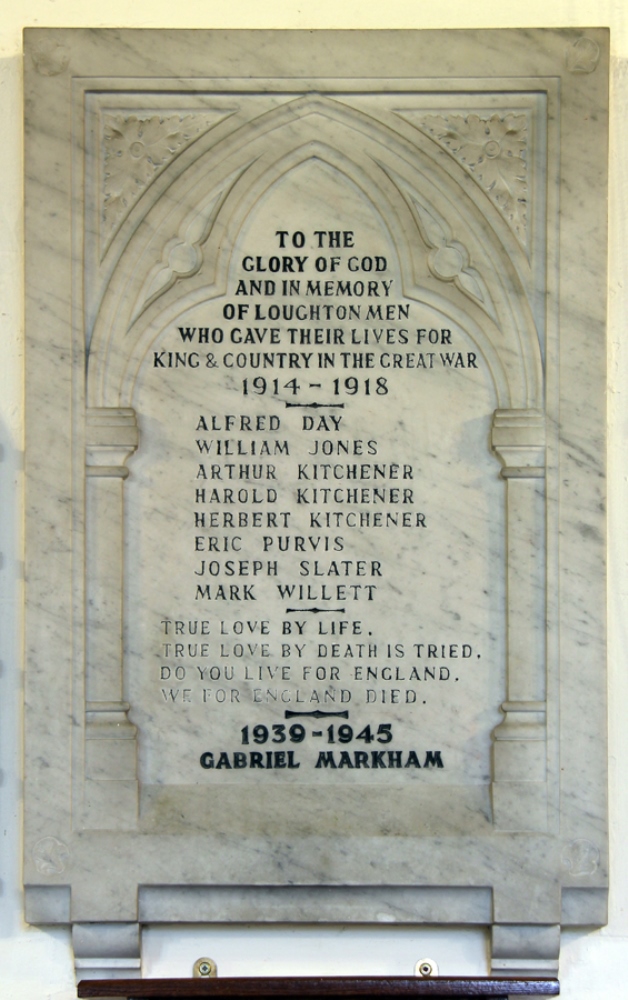 TO THE
GLORY OF GOD
AND IN MEMORY
OF LOUGHTON MEN
WHO GAVE THEIR LIVES FOR
KING & COUNTRY IN THE GREAT WAR
1914 - 1918
ALFRED DAY
WILLIAM JONES
ARTHUR KITCHENER
HAROLD KITCHENER
HERBERT KITCHENER
ERIC PURVIS
JOSEPH SLATER
MARK WILLETT
TRUE LOVE BY LIFE.
TRUE LOVE BY DEATH IS TRIED.
DO YOU LIVE FOR ENGLAND.
WE FOR ENGLAND DIED.
1939-1945
GABRIEL MARKHAM